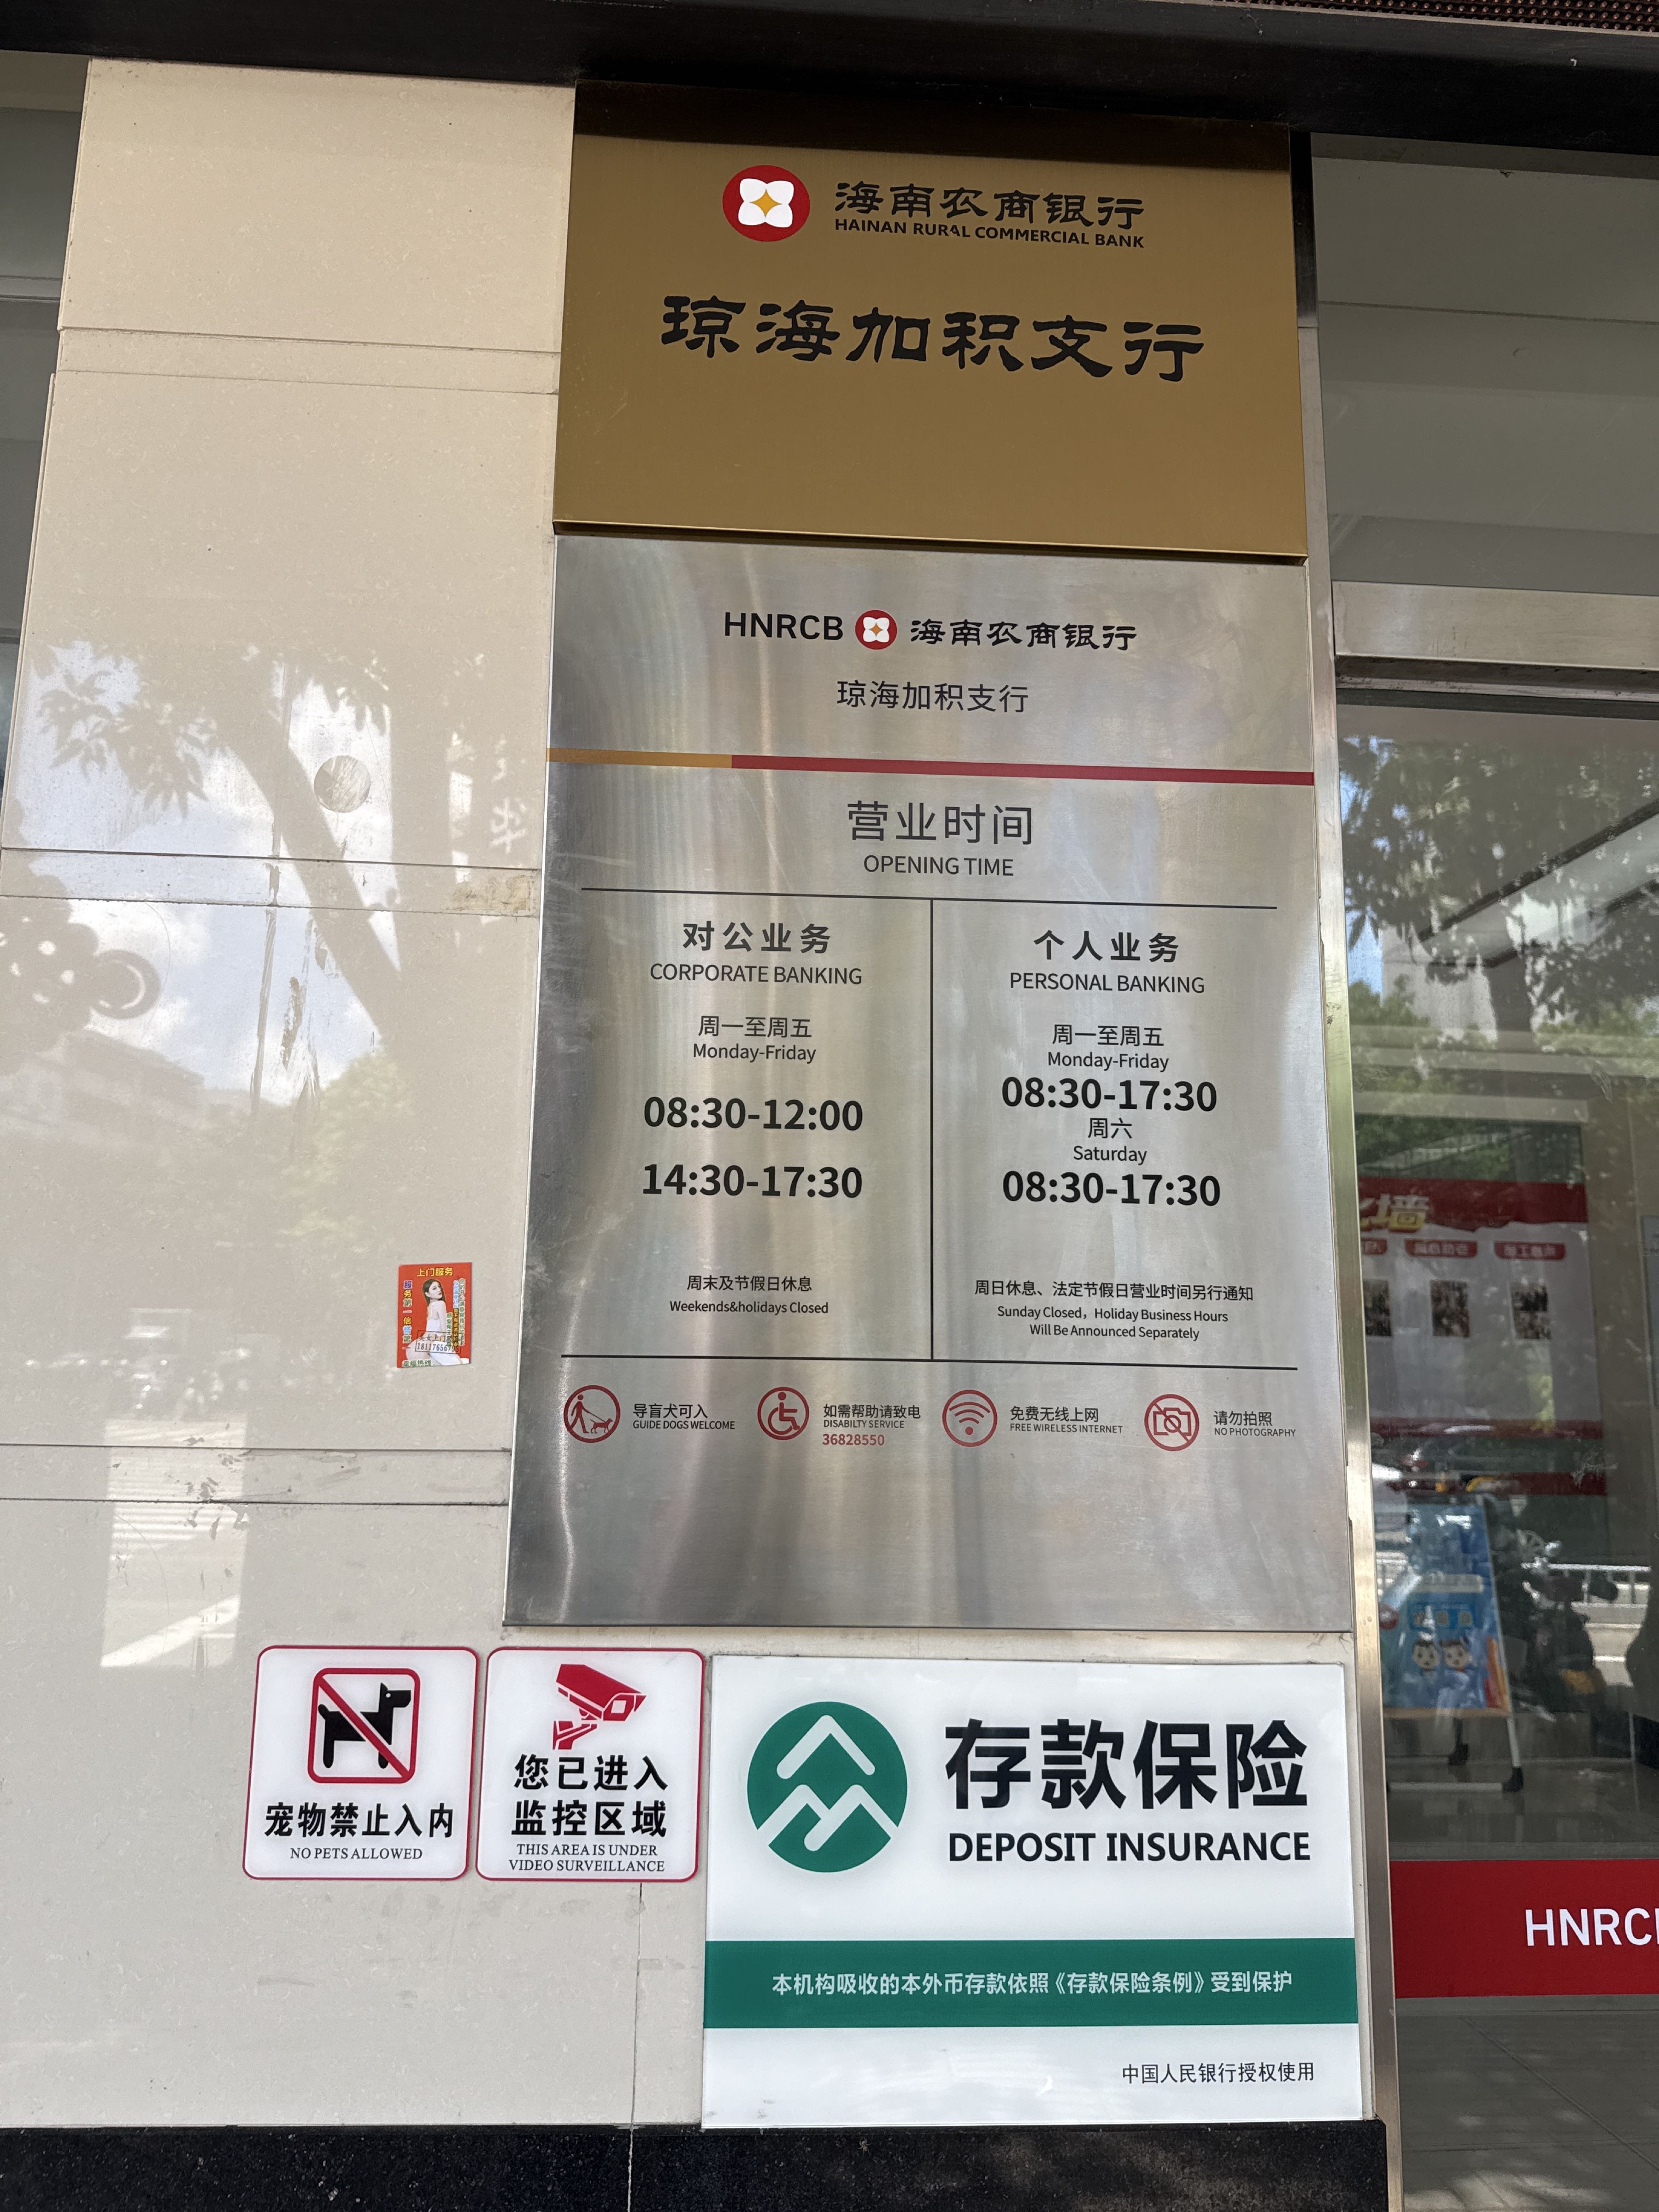 海南农商银行
HAINAN RURAL COMMERCIAL BANK
琼海加积支行
HNRCB 海南农商银行
琼海加积支行
营业时间
OPENING TIME
对公业务
CORPORATE BANKING
周一至周五
Monday-Friday
08:30-12:00
14:30-17:30
周末及节假日休息
Weekends&holidays Closed
个人业务
PERSONAL BANKING
周一至周五
Monday-Friday
08:30-17:30
周六
Saturday
08:30-17:30
周日休息、法定节假日营业时间另行通知
Sunday Closed，Holiday Business Hours
Will Be Announced Separately
导盲犬可入
GUIDE DOGS WELCOME
如需帮助请致电
DISABILTY SERVICE
36828550
免费无线上网
FREE WIRELESS INTERNET
请勿拍照
NO PHOTOGRAPHY
上门服务
服务第一
宠物禁止入内
NO PETS ALLOWED
您已进入
监控区域
THIS AREA IS UNDER
VIDEO SURVEILLANCE
存款保险
DEPOSIT INSURANCE
本机构吸收的本外币存款依照《存款保险条例》受到保护
中国人民银行授权使用
墙
HNRC